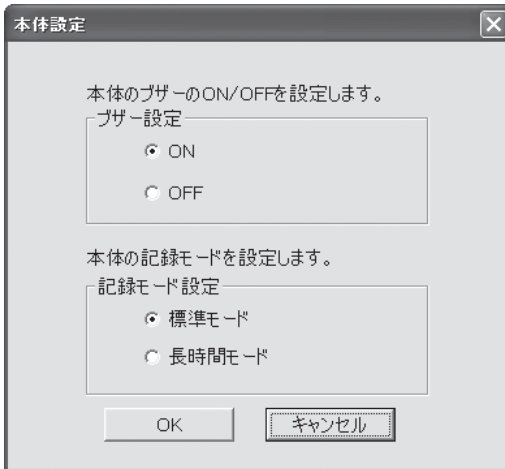 本体設定
本体のブザーのON/OFFを設定します。
ブザー設定
ON
OFF
本体の記録モードを設定します。
記録モード設定
標準モード
長時間モード
OK
キャンセル